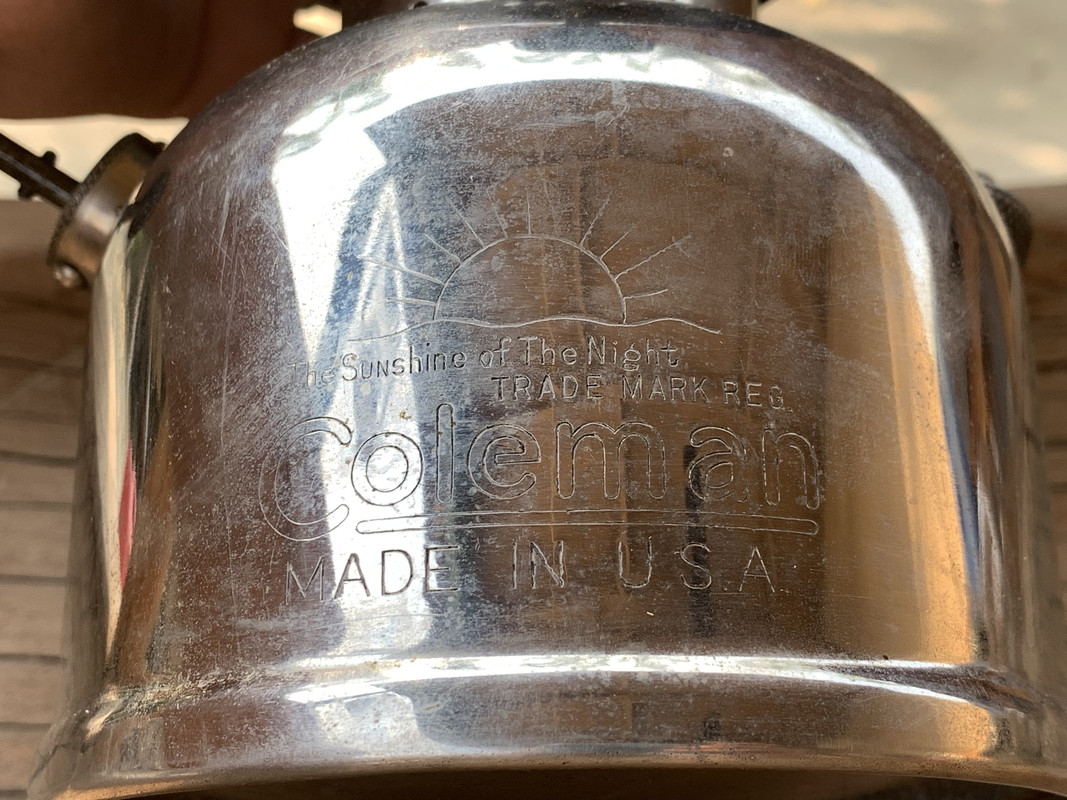 The Sunshine of The Night
TRADE MARK REG.
Coleman
MADE IN U.S.A.